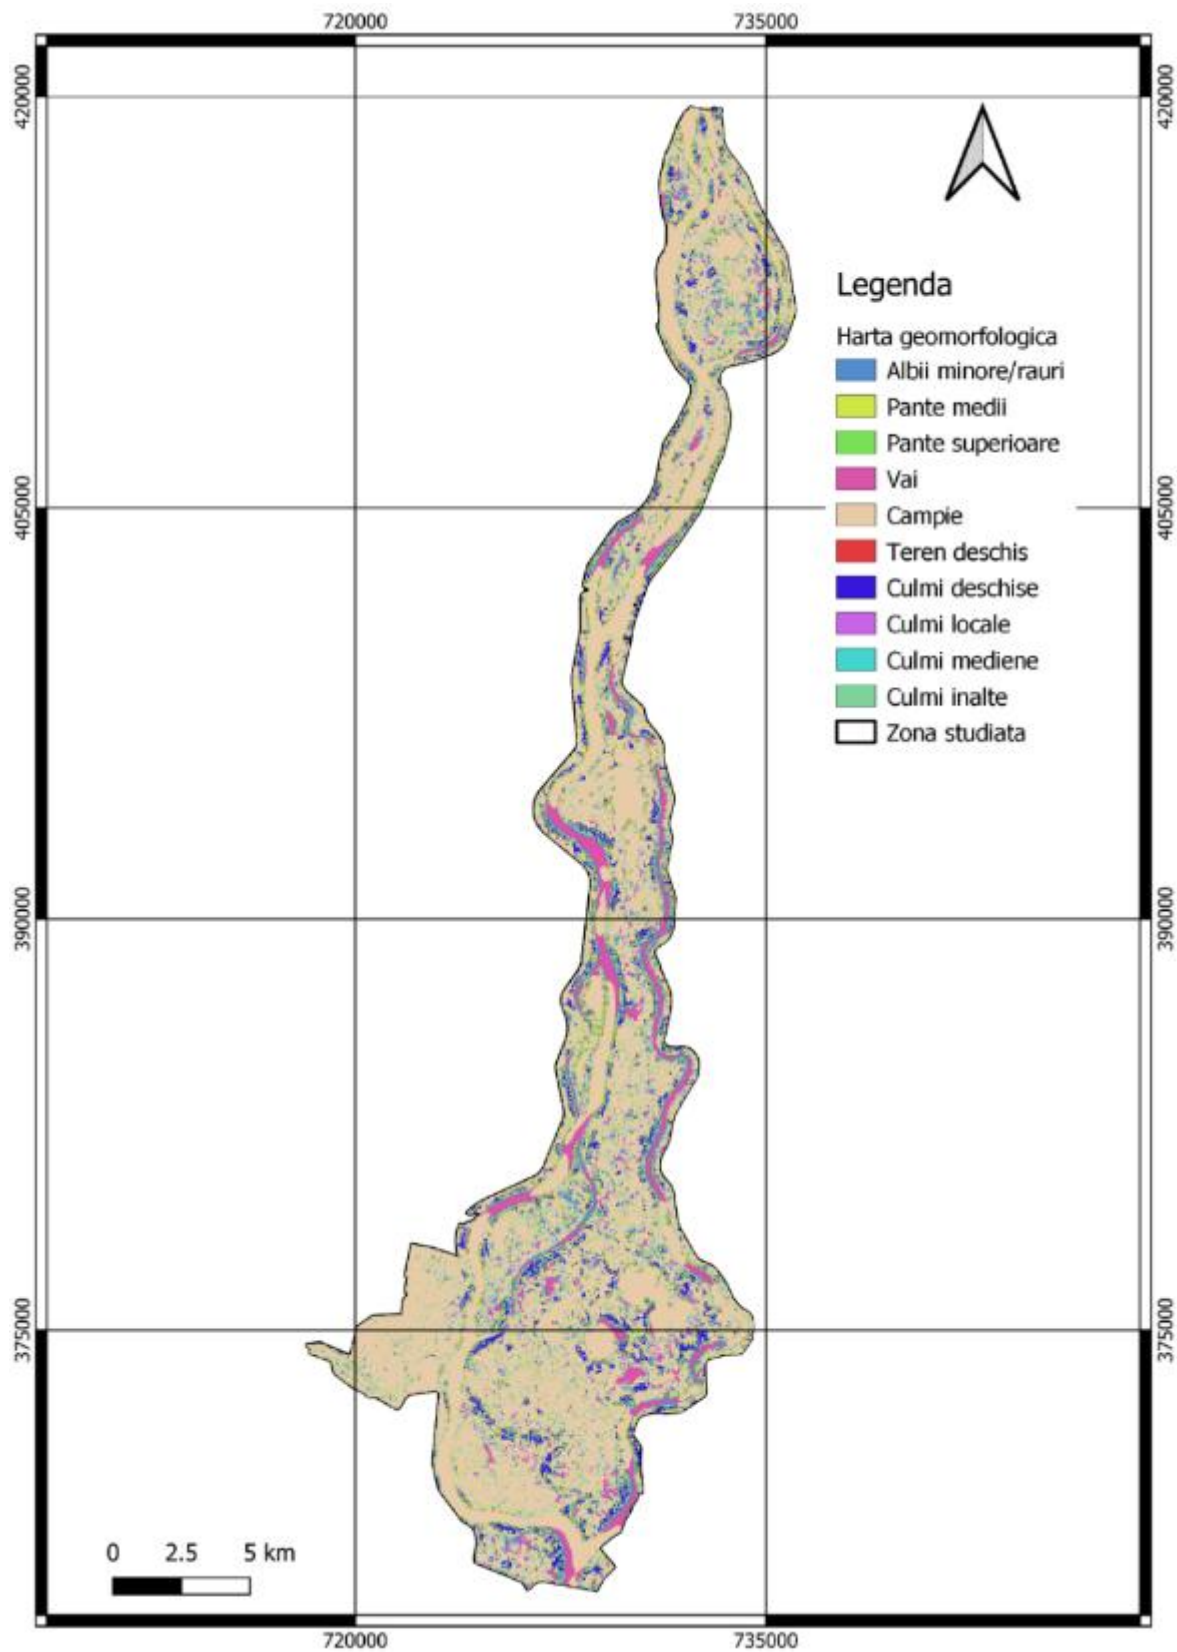 720000 735000
420000 420000
Legenda
Harta geomorfologica
Albii minore/rauri
Pante medii
Pante superioare
Vai
405000 405000
Campie
Teren deschis
Culmi deschise
Culmi locale
Culmi mediene
Culmi inalte
Zona studiata
390000 390000
375000 375000
0 2.5 5 km
720000 735000